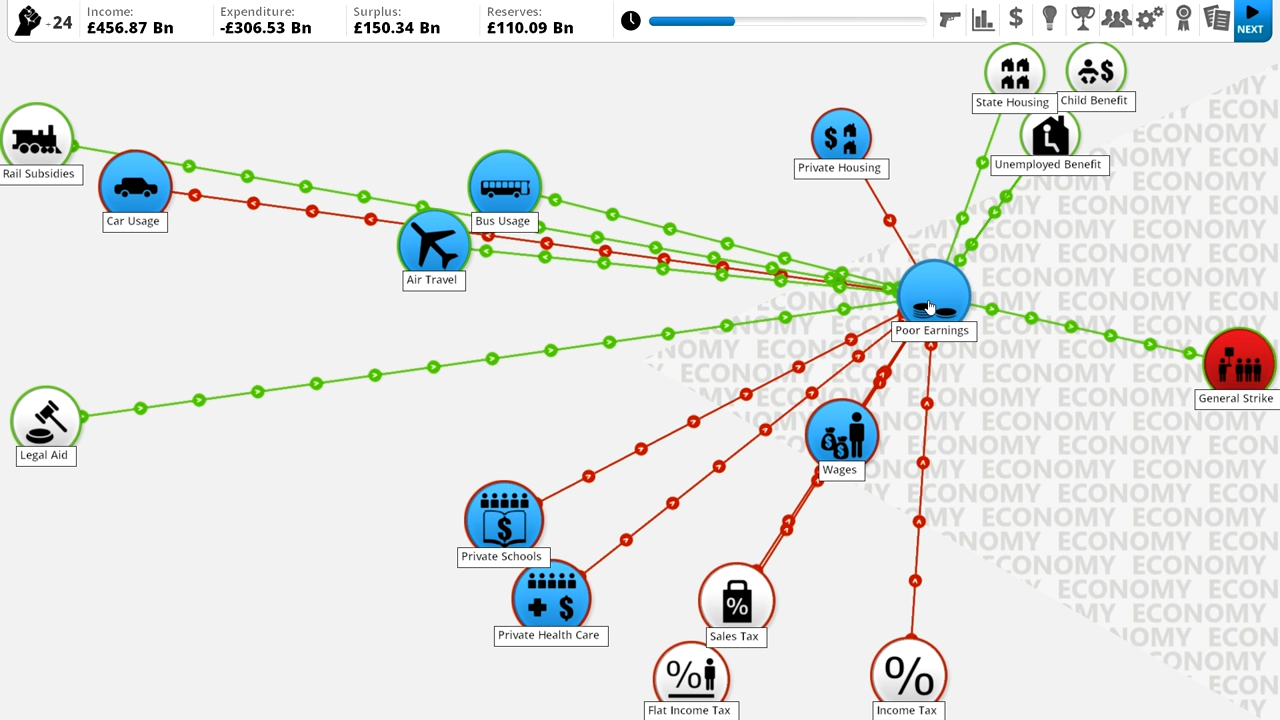 +24
Income:
£456.87 Bn
Expenditure:
-£306.53 Bn
Surplus:
£150.34 Bn
Reserves:
£110.09 Bn
$
NEXT
State Housing
Child Benefit
Unemployed Benefit
Private Housing
Rail Subsidies
Car Usage
Bus Usage
Air Travel
Poor Earnings
General Strike
Legal Aid
Wages
Private Schools
Private Health Care
Sales Tax
Flat Income Tax
Income Tax
ECONOMY ECONOMY ECONOMY